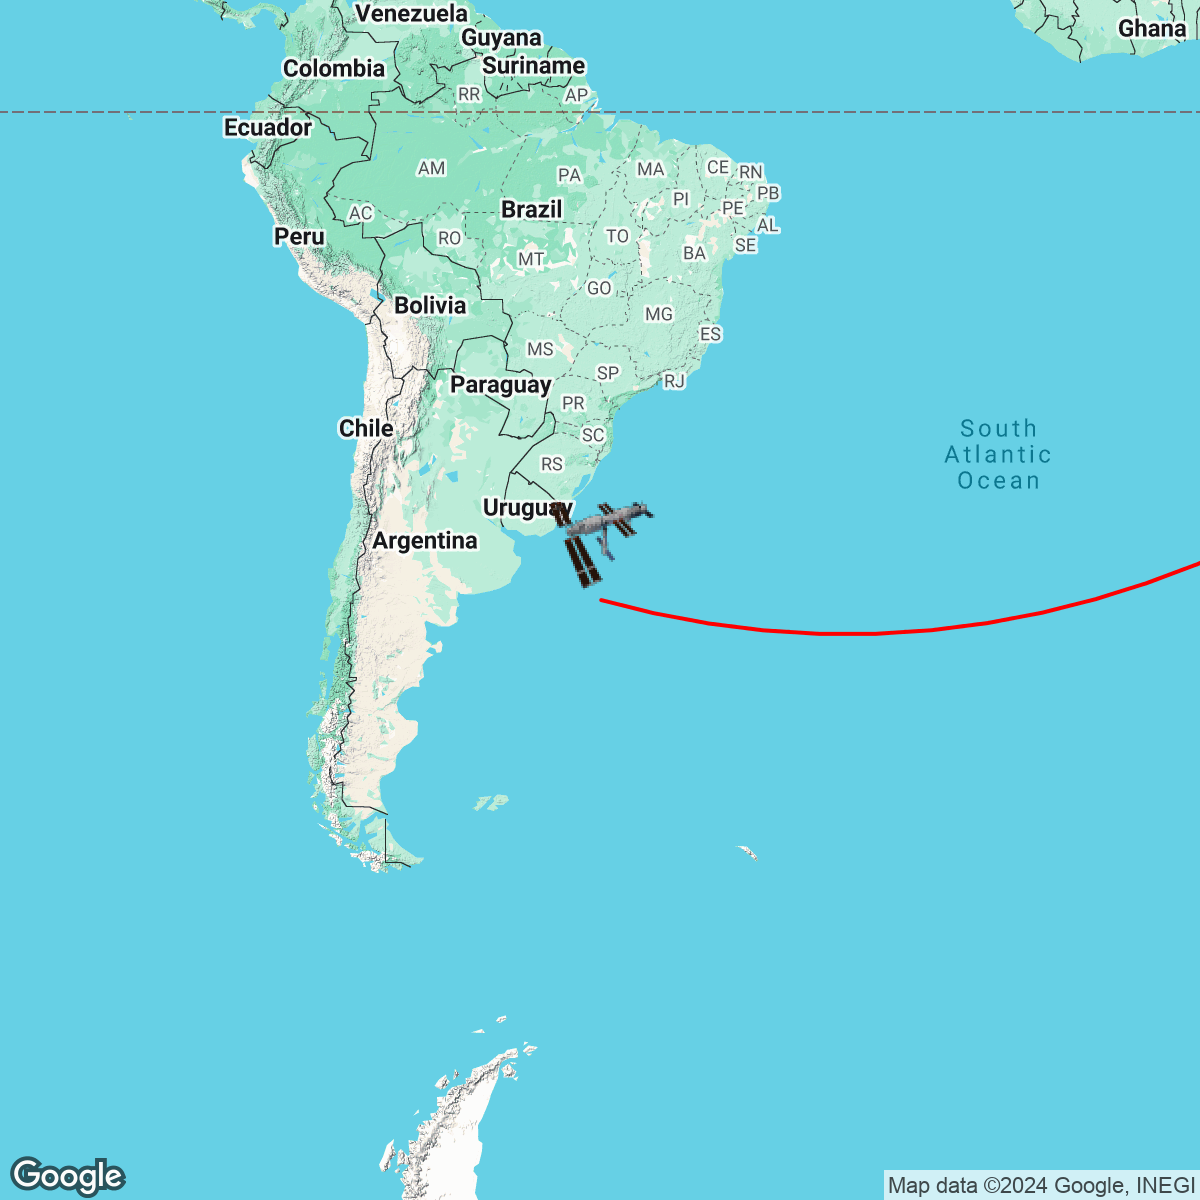 Venezuela
Ghana
Guyana
Colombia
Suriname
RR
AP
Ecuador
AM
PA
MA
CE
RN
PI
PB
PE
AC
Brazil
AL
Peru
RO
TO
SE
MT
BA
GO
Bolivia
MG
ES
MS
SP
RJ
Paraguay
PR
Chile
SC
South
Atlantic
Ocean
RS
Uruguay
Argentina
Google
Map data ©2024 Google, INEGI